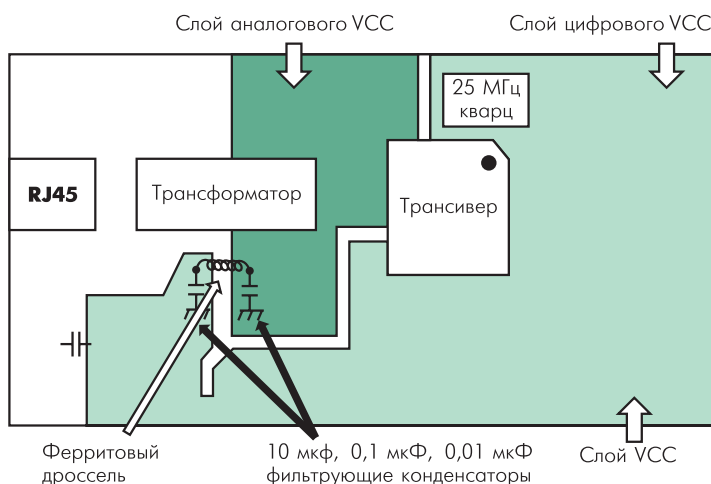 Слой аналогового VCC
Слой цифрового VCC
25 МГц
кварц
RJ45
Трансформатор
Трансивер
Ферритовый
дроссель
10 мкф, 0,1 мкФ, 0,01 мкФ
фильтрующие конденсаторы
Слой VCC